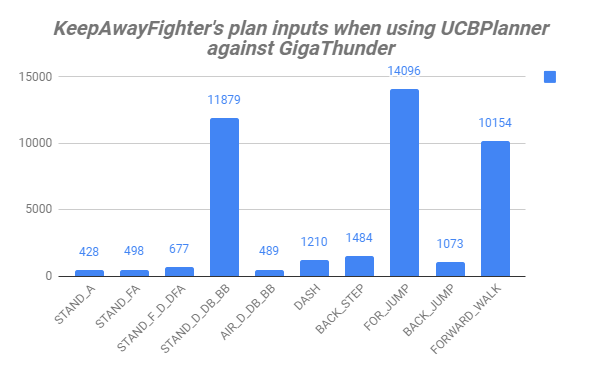 KeepAwayFighter's plan inputs when using UCBPlanner
against GigaThunder
15000
10000
5000
0
428
498
677
11879
489
1210
1484
14096
1073
10154
STAND_A
STAND_FA
STAND_F_D_DFA
STAND_D_DB_BB
AIR_D_DB_BB
DASH
BACK_STEP
FOR_JUMP
BACK_JUMP
FORWARD_WALK